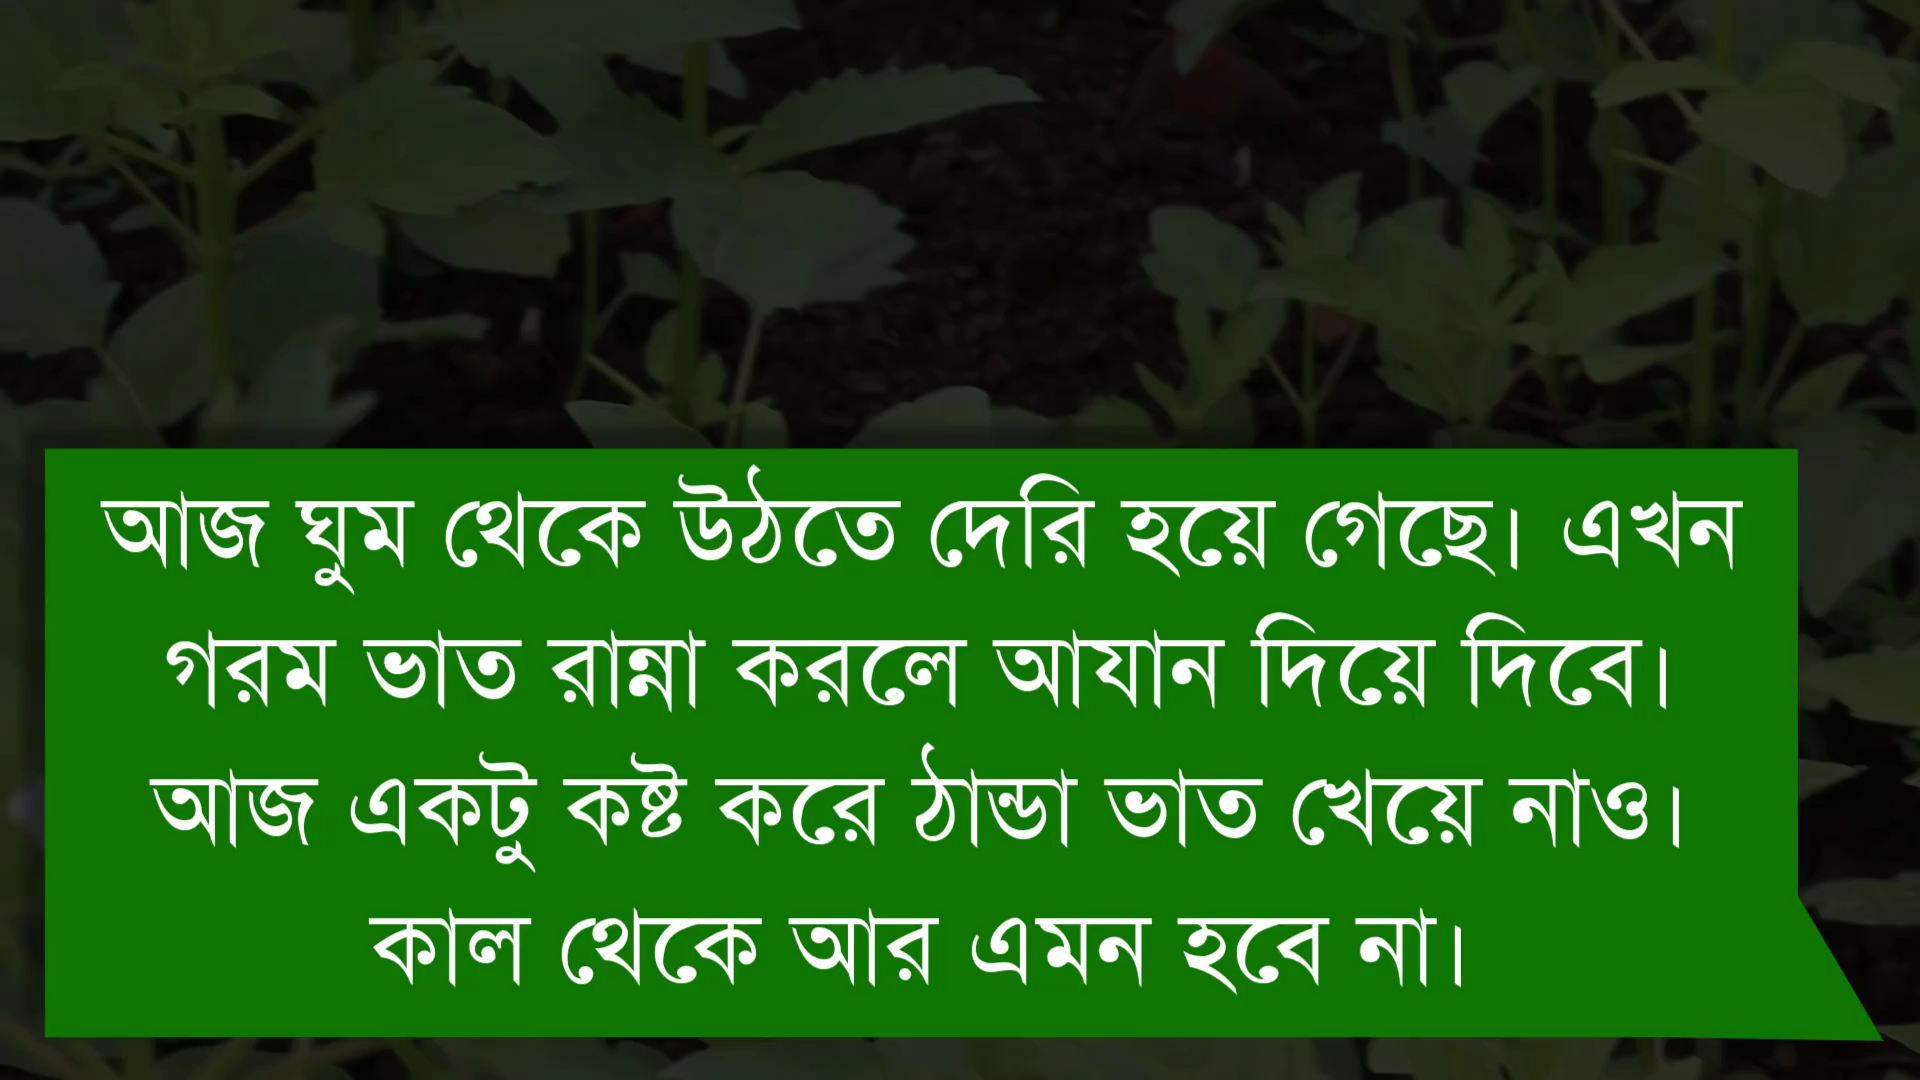 আজ ঘুম থেকে উঠতে দেরি হয়ে গেছে। এখন
গরম ভাত রান্না করলে আযান দিয়ে দিবে।
আজ একটু কষ্ট করে ঠান্ডা ভাত খেয়ে নাও।
কাল থেকে আর এমন হবে না।